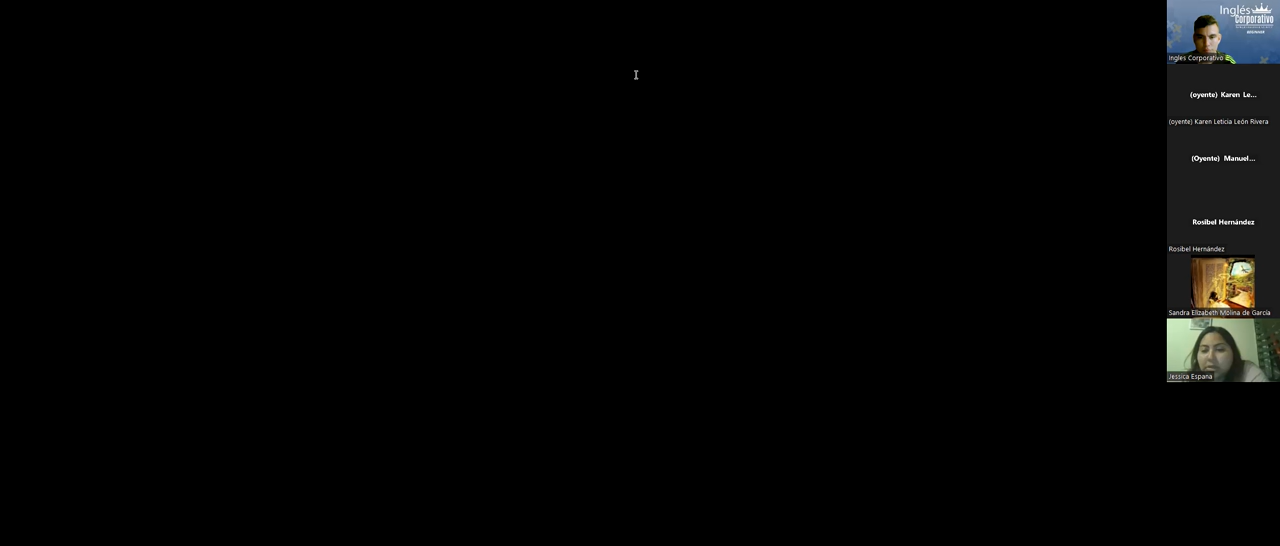 Inglés
Corporativo
Ingles Corporativo
(oyente) Karen Le...
(oyente) Karen Leticia León Rivera
(Oyente) Manuel...
Rosibel Hernández
Rosibel Hernández
Sandra Elizabeth Molina de García
Jessica Espana